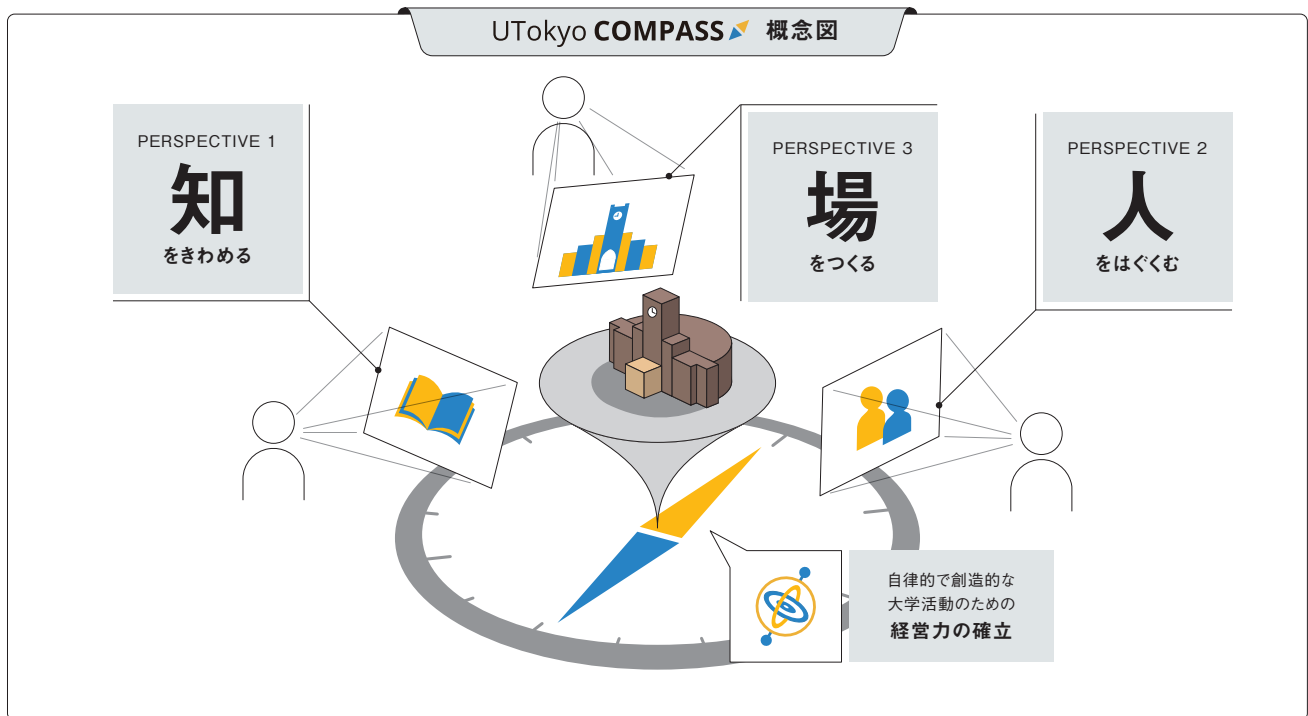 UTokyo COMPASS 概念図
PERSPECTIVE 1
知
をきわめる
PERSPECTIVE 3
場
をつくる
PERSPECTIVE 2
人
をはぐくむ
自律的で創造的な
大学活動のための
経営力の確立